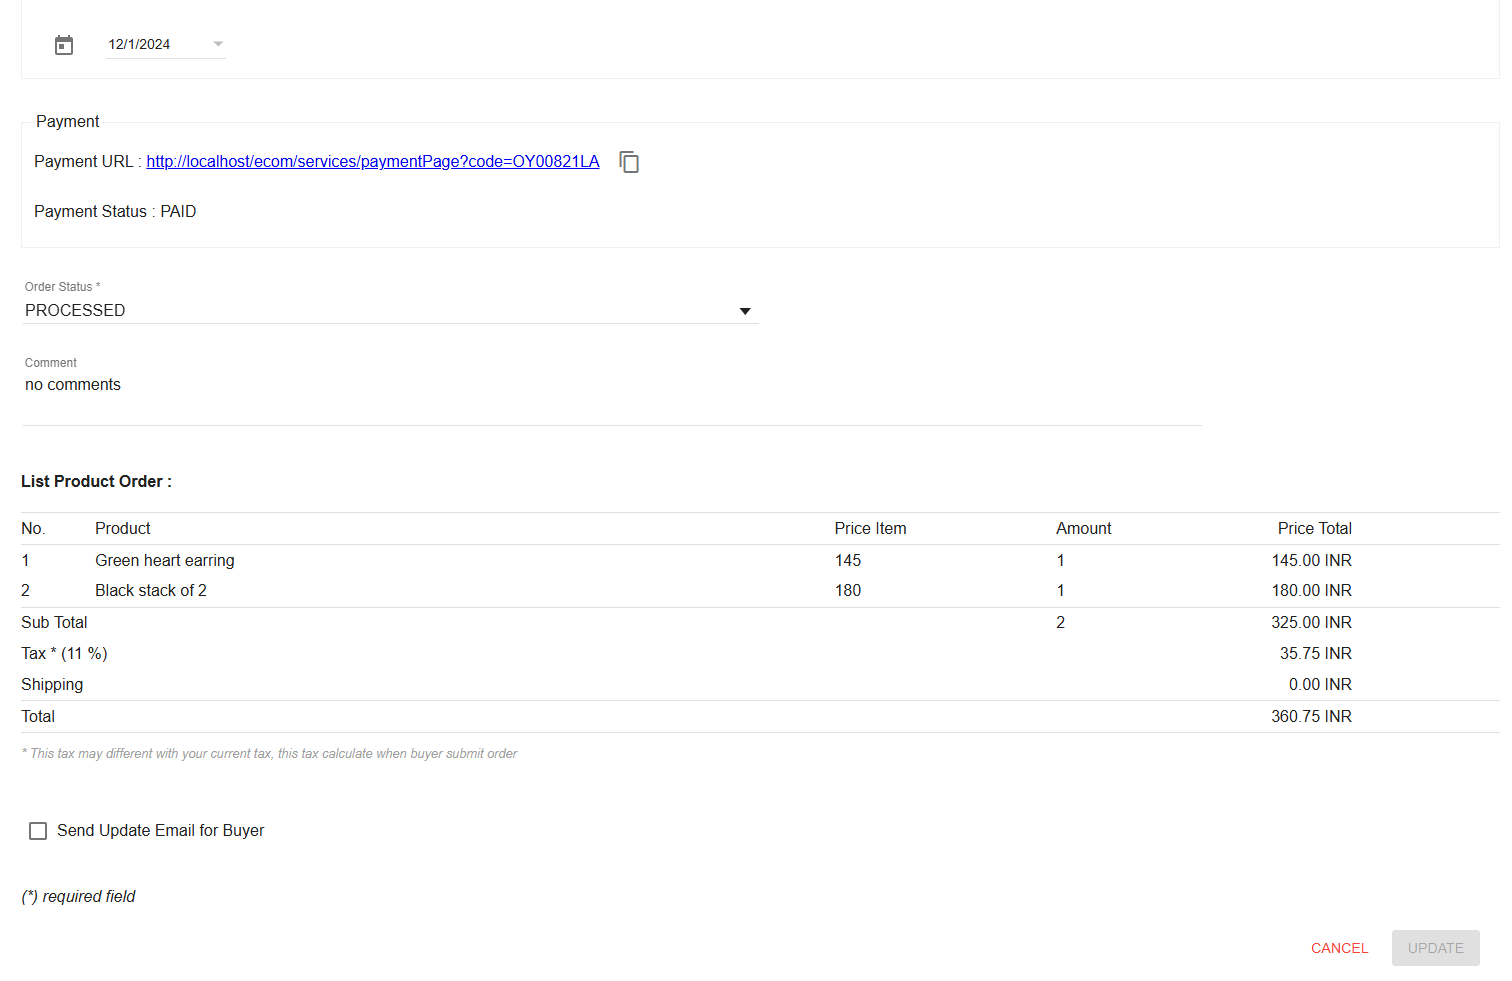 12/1/2024
Payment
Payment URL : http://localhost/ecom/services/paymentPage?code=OY00821LA
Payment Status : PAID
Order Status *
PROCESSED
Comment
no comments
List Product Order :
No. Product Price Item Amount Price Total
1 Green heart earring 145 1 145.00 INR
2 Black stack of 2 180 1 180.00 INR
Sub Total 2 325.00 INR
Tax * (11 %) 35.75 INR
Shipping 0.00 INR
Total 360.75 INR
* This tax may different with your current tax, this tax calculate when buyer submit order
Send Update Email for Buyer
(*) required field
CANCEL UPDATE